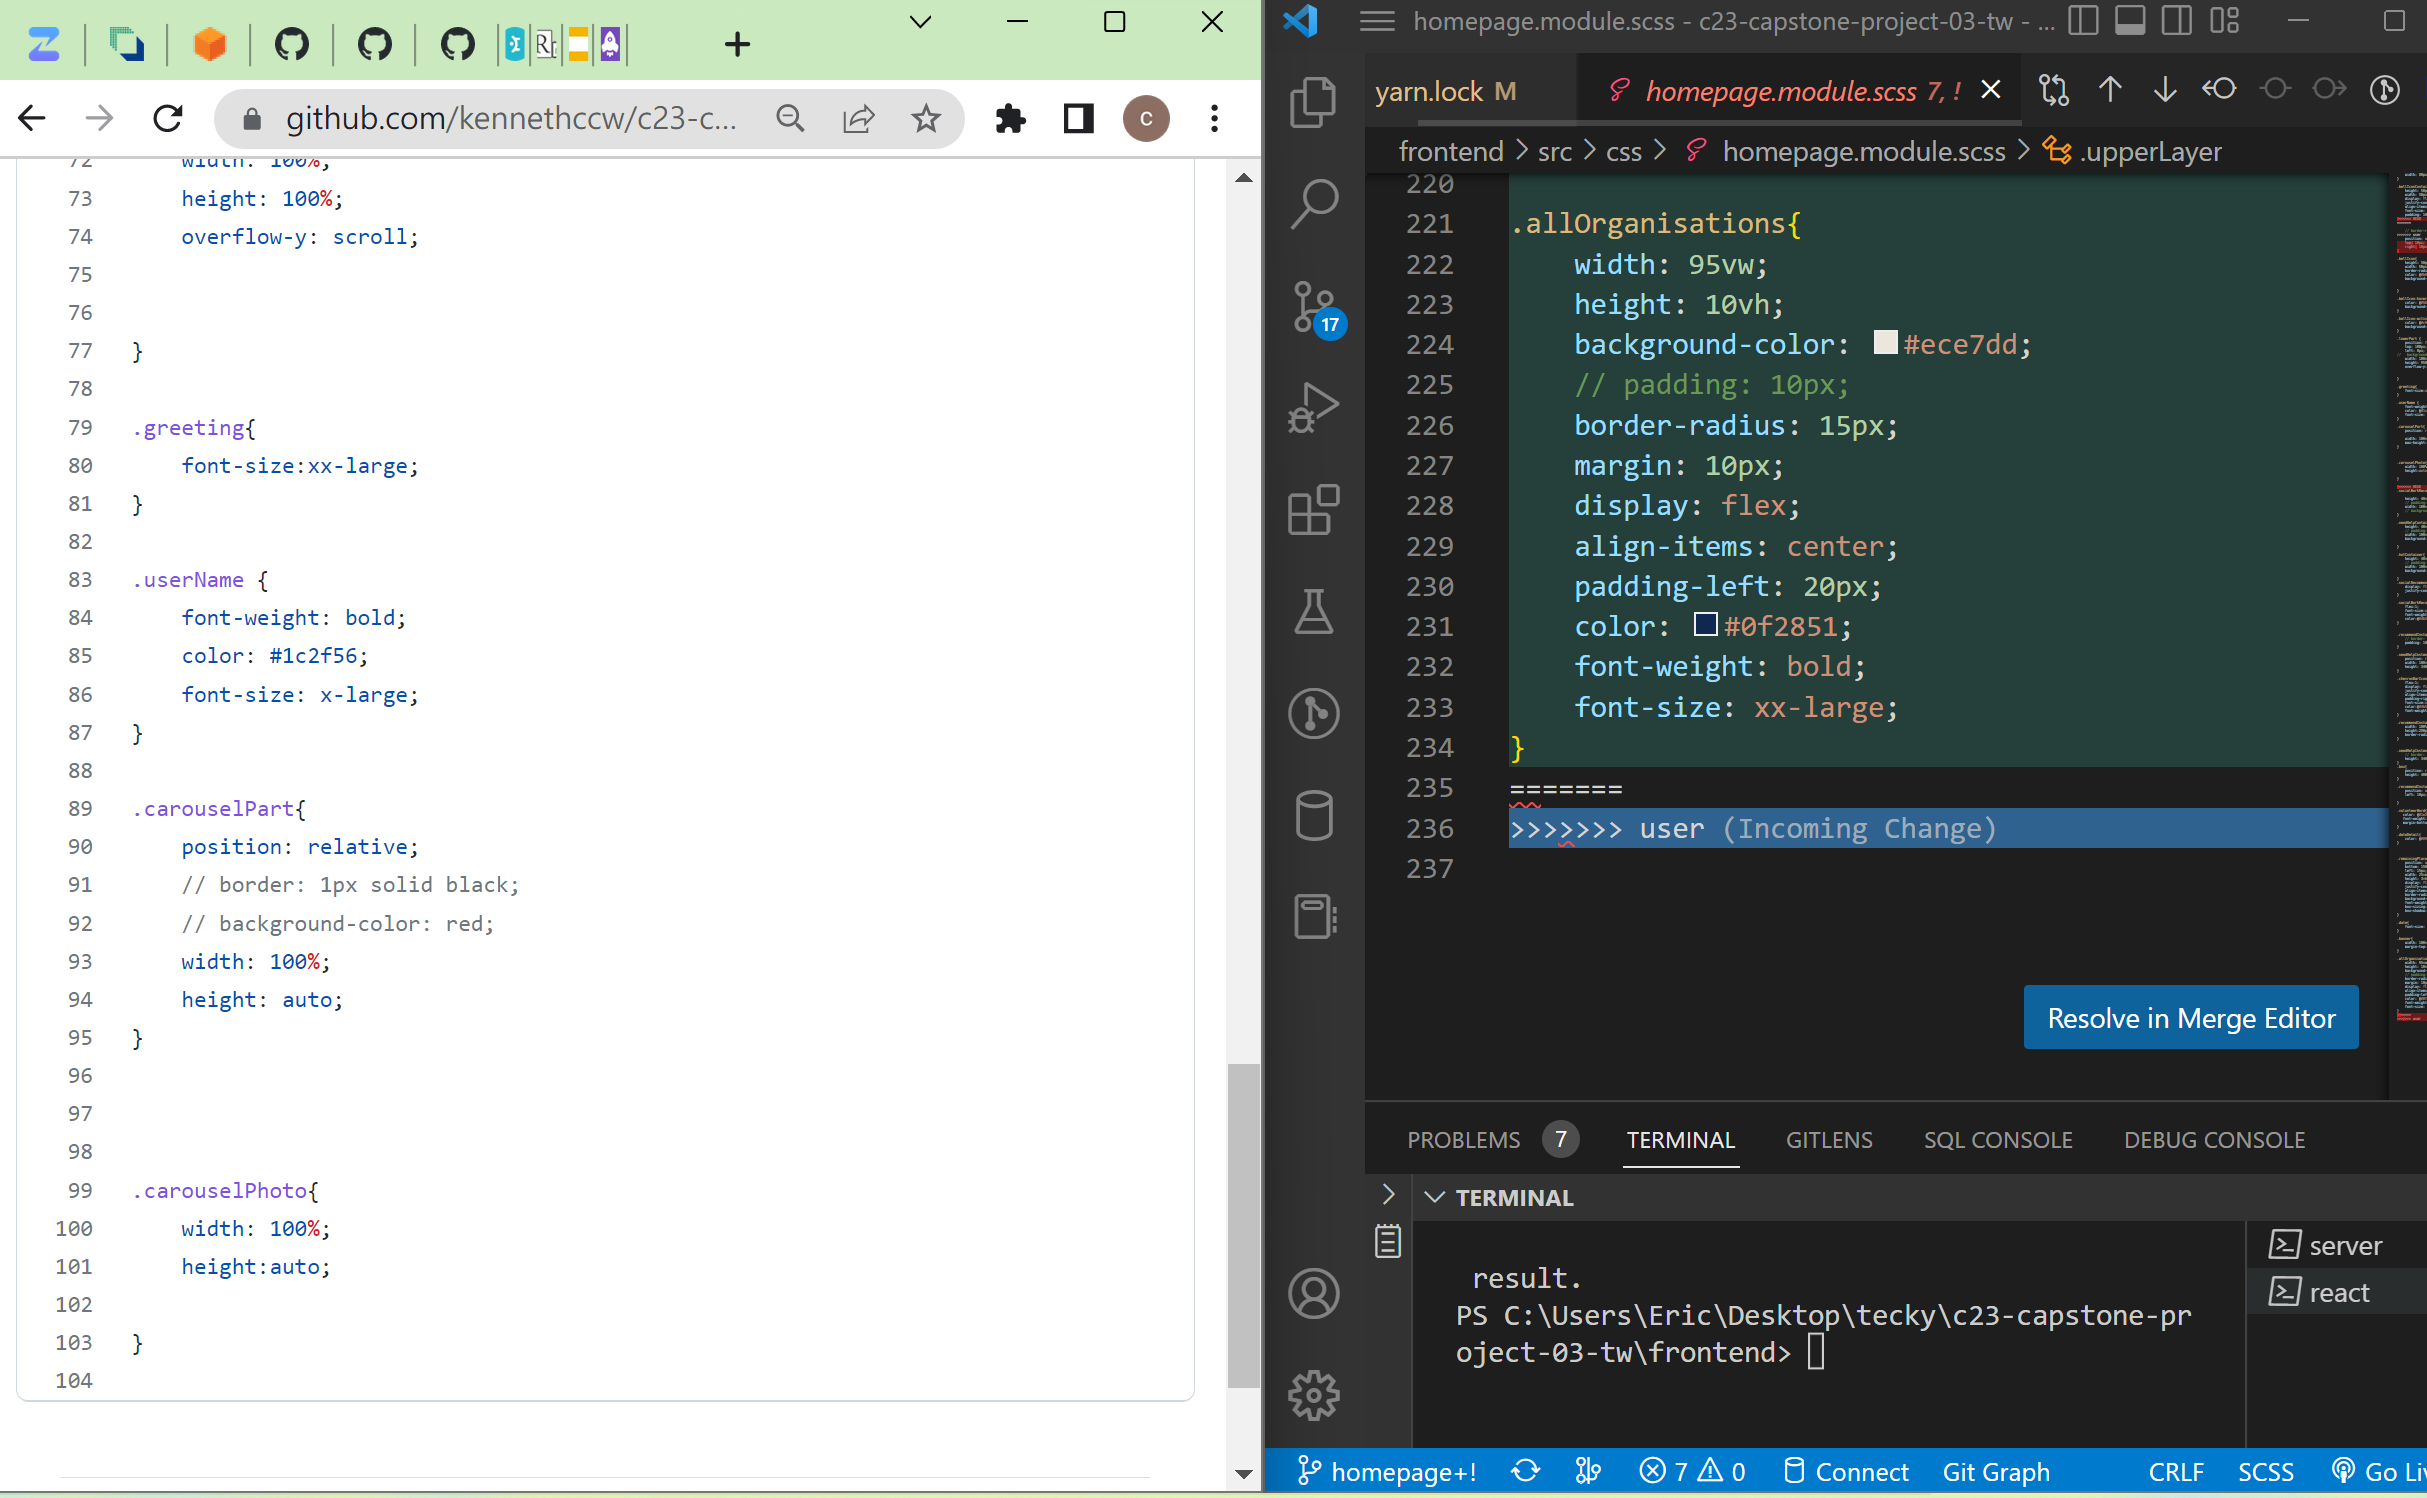 github.com/kennethccw/c23-c...
C
72 width: 100%;
73 height: 100%;
74 overflow-y: scroll;
75
76
77 }
78
79 .greeting{
80 font-size:xx-large;
81 }
82
83 .userName {
84 font-weight: bold;
85 color: #1c2f56;
86 font-size: x-large;
87 }
88
89 .carouselPart{
90 position: relative;
91 // border: 1px solid black;
92 // background-color: red;
93 width: 100%;
94 height: auto;
95 }
96
97
98
99 .carouselPhoto{
100 width: 100%;
101 height:auto;
102
103 }
104
homepage.module.scss - c23-capstone-project-03-tw - ...
yarn.lock M
homepage.module.scss 7, !
frontend > src > css > homepage.module.scss > .upperLayer
17
220
221 .allOrganisations{
222 width: 95vw;
223 height: 10vh;
224 background-color: #ece7dd;
225 // padding: 10px;
226 border-radius: 15px;
227 margin: 10px;
228 display: flex;
229 align-items: center;
230 padding-left: 20px;
231 color: #0f2851;
232 font-weight: bold;
233 font-size: xx-large;
234 }
235 =======
236 >>>>>>> user (Incoming Change)
237
Resolve in Merge Editor
PROBLEMS 7 TERMINAL GITLENS SQL CONSOLE DEBUG CONSOLE
TERMINAL
result.
PS C:\Users\Eric\Desktop\tecky\c23-capstone-pr
oject-03-tw\frontend>
server
react
homepage+! 7 0 Connect Git Graph CRLF SCSS Go Liv